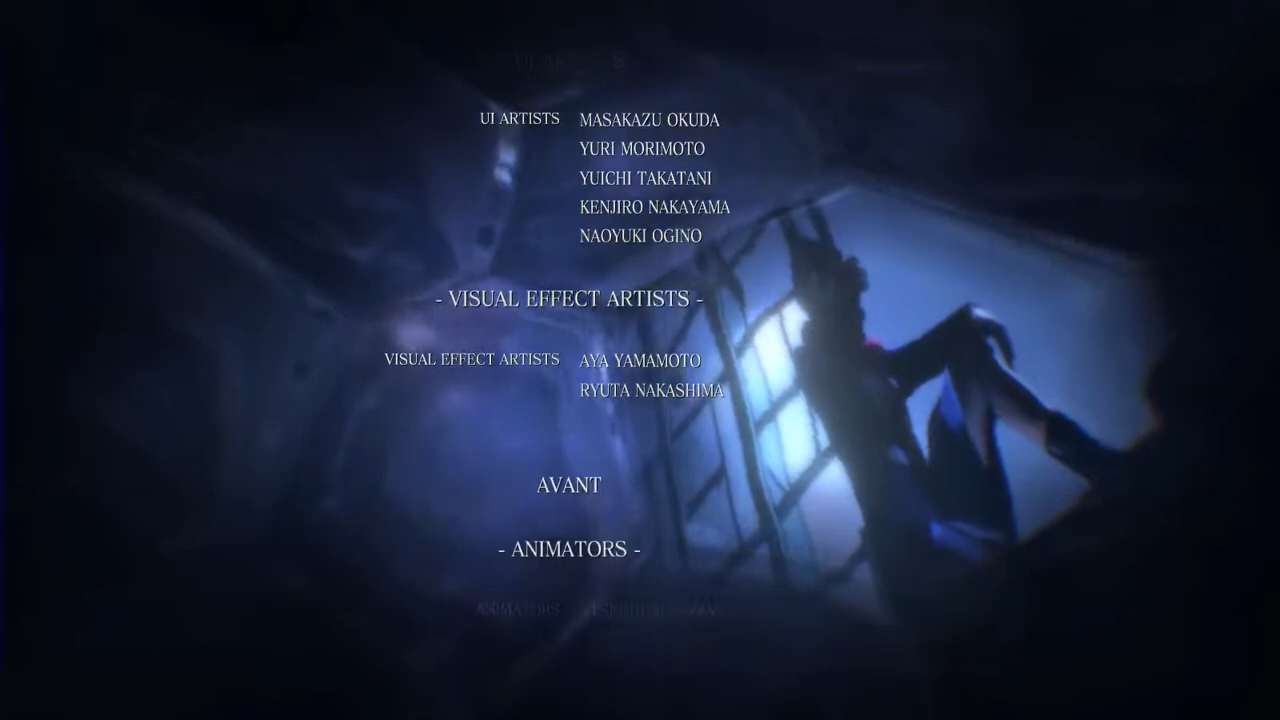 UI ARTISTS MASAKAZU OKUDA
YURI MORIMOTO
YUICHI TAKATANI
KENJIRO NAKAYAMA
NAOYUKI OGINO
- VISUAL EFFECT ARTISTS -
VISUAL EFFECT ARTISTS AYA YAMAMOTO
RYUTA NAKASHIMA
AVANT
- ANIMATORS -
ANIMATORS